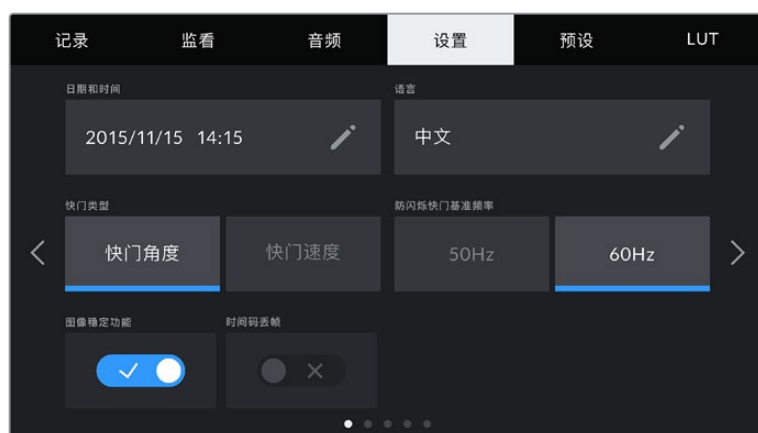 记录 监看 音频 设置 预设 LUT
日期和时间 语言
2015/11/15 14:15 中文
快门类型 防闪烁快门基准频率
快门角度 快门速度 50Hz 60Hz
图像稳定功能 时间码丢帧